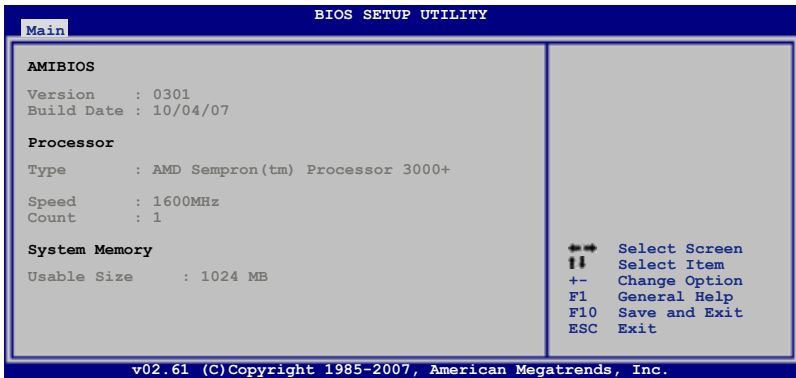 BIOS SETUP UTILITY
Main
AMIBIOS
Version : 0301
Build Date : 10/04/07
Processor
Type : AMD Sempron(tm) Processor 3000+
Speed : 1600MHz
Count : 1
System Memory
Usable Size : 1024 MB
←→ Select Screen
↑↓ Select Item
+- Change Option
F1 General Help
F10 Save and Exit
ESC Exit
v02.61 (C)Copyright 1985-2007, American Megatrends, Inc.